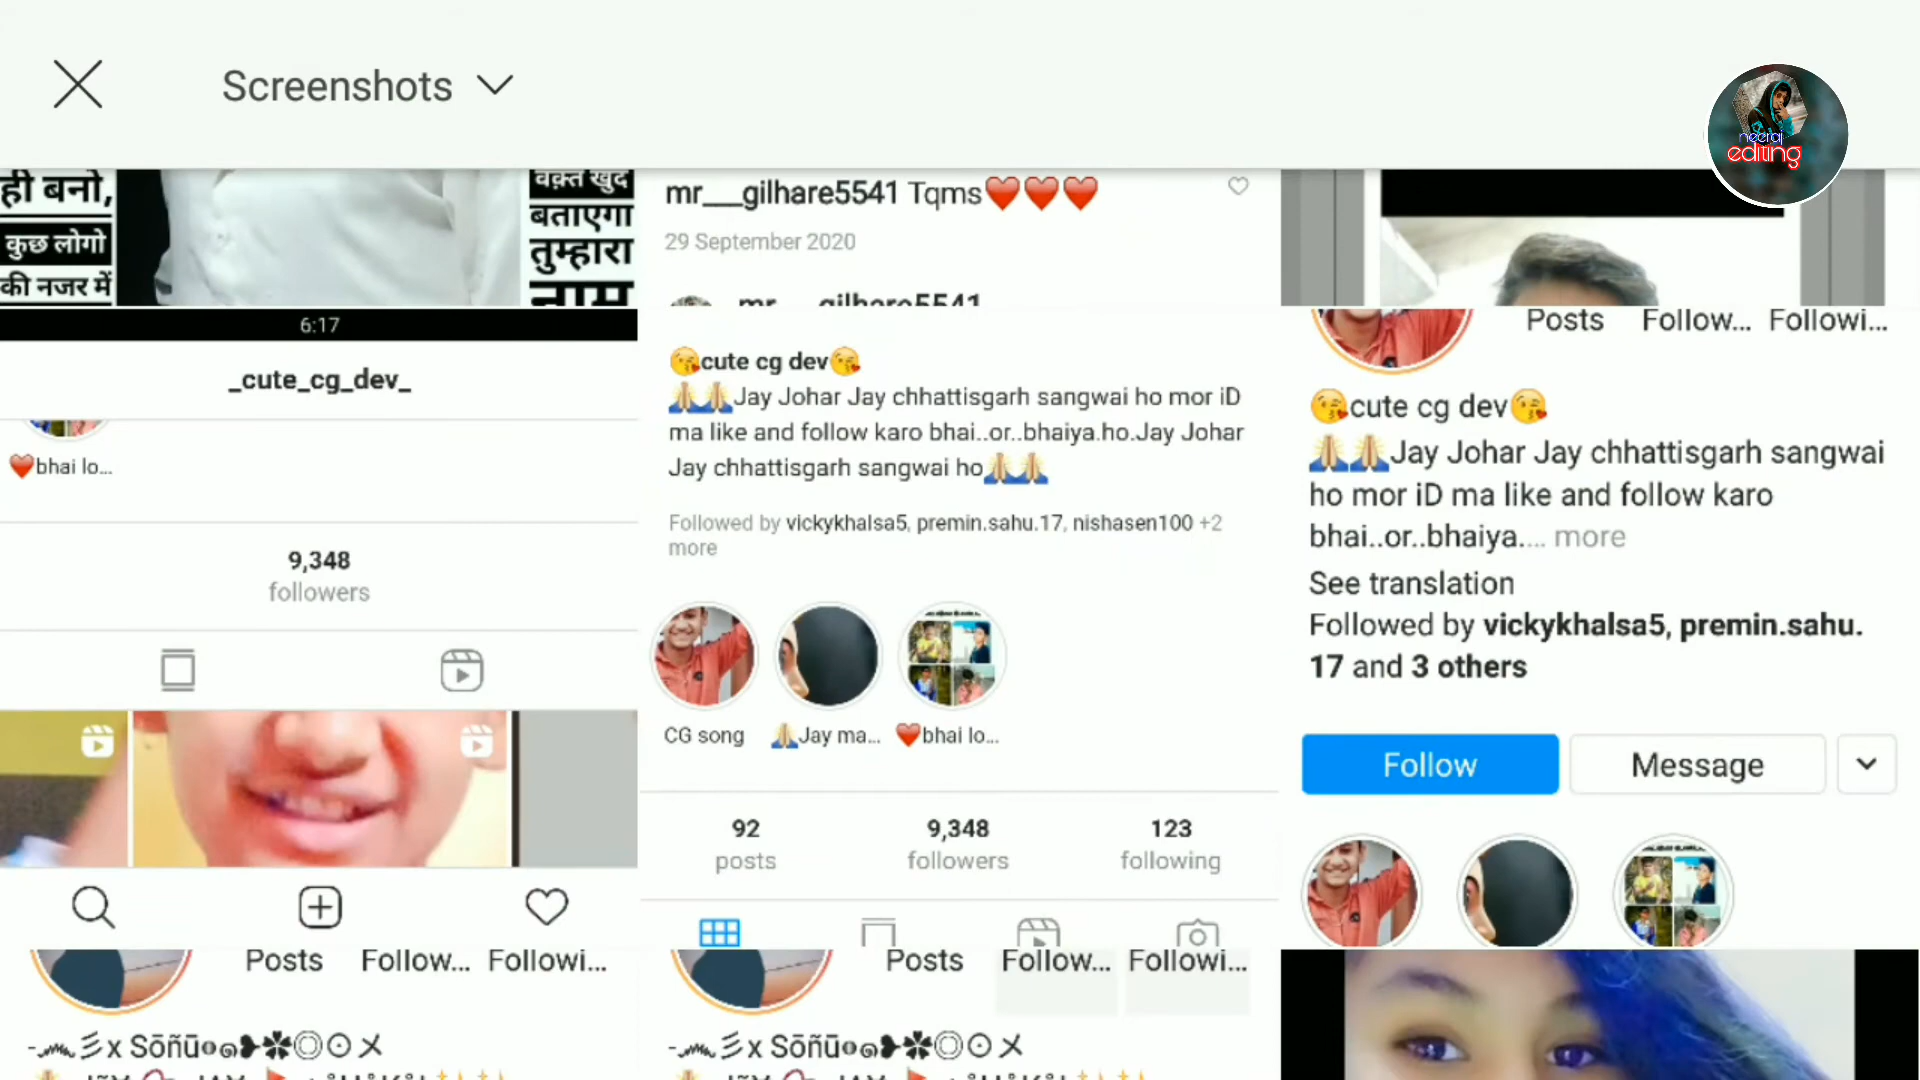 Screenshots
neeraj
editing
ही बनो,
कुछ लोगो
की नजर में
वक़्त खुद
बताएगा
तुम्हारा
नाम
mr___gilhare5541 Tqms❤️❤️❤️
29 September 2020
mr___gilhare5541
6:17
_cute_cg_dev_
❤️bhai lo...
9,348
followers
😘cute cg dev😘
🙏🙏Jay Johar Jay chhattisgarh sangwai ho mor iD
ma like and follow karo bhai..or..bhaiya.ho.Jay Johar
Jay chhattisgarh sangwai ho🙏🙏
Followed by vickykhalsa5, premin.sahu.17, nishasen100 +2
more
CG song 🙏Jay ma... ❤️bhai lo...
92 9,348 123
posts followers following
Posts Follow... Followi...
😘cute cg dev😘
🙏🙏Jay Johar Jay chhattisgarh sangwai
ho mor iD ma like and follow karo
bhai..or..bhaiya.... more
See translation
Followed by vickykhalsa5, premin.sahu.
17 and 3 others
Follow Message
Posts Follow... Followi...
x Sōñū
Posts Follow... Followi...
x Sōñū